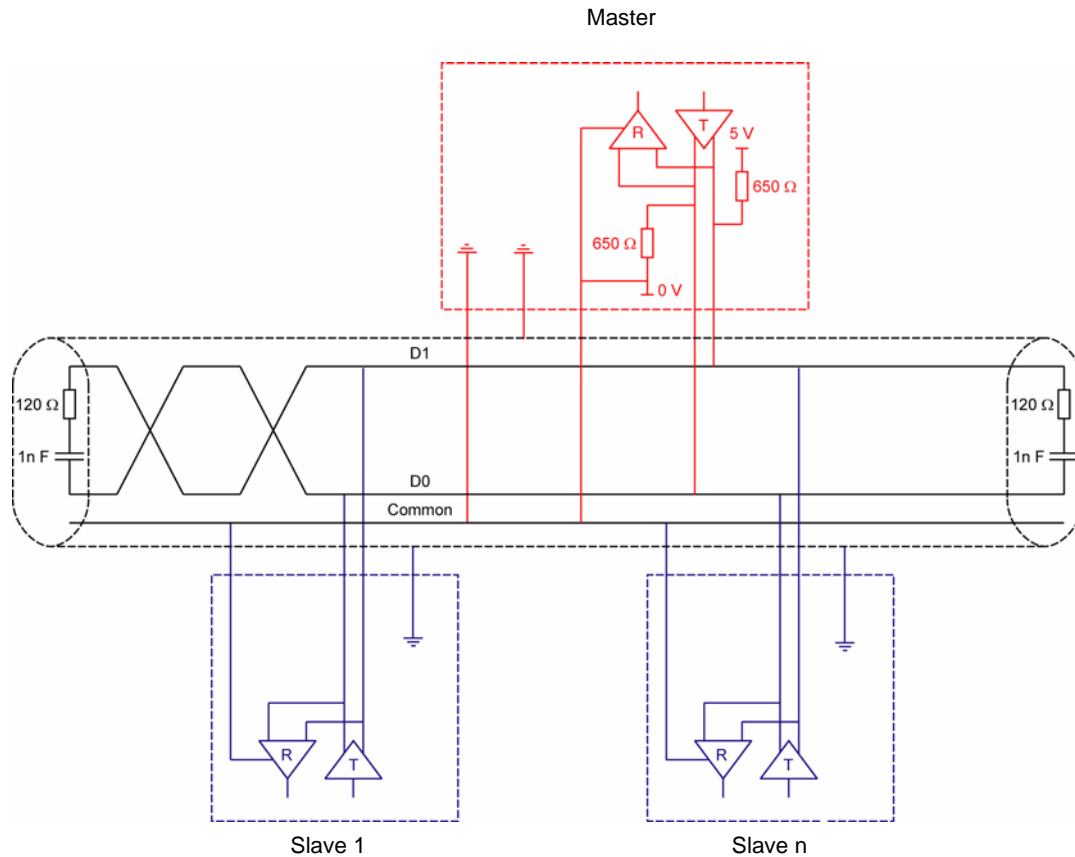 Master
R
T
5 V
650 Ω
650 Ω
0 V
D1
120 Ω
1n F
120 Ω
1n F
D0
Common
R
T
R
T
Slave 1
Slave n